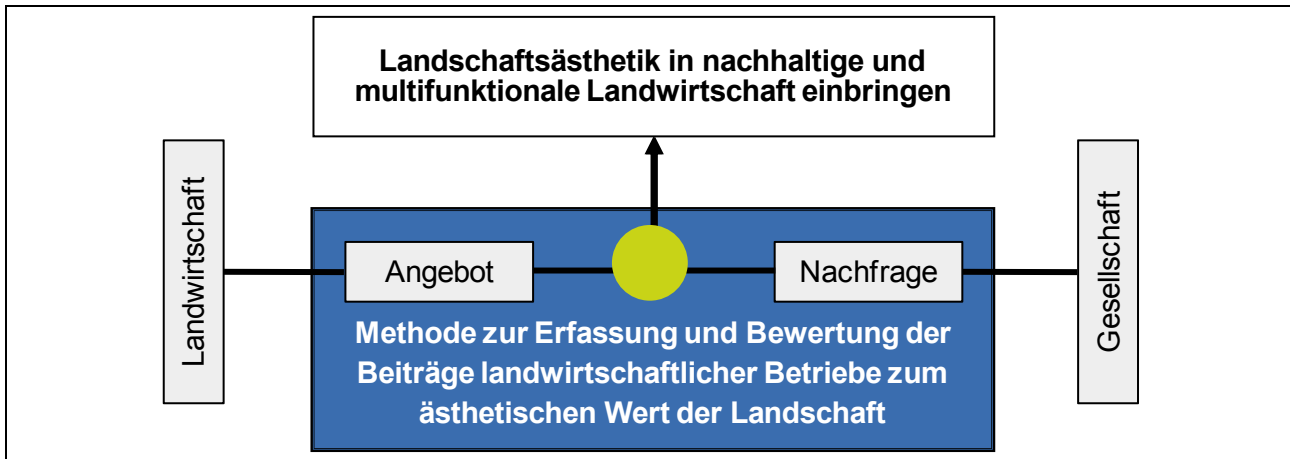 Landschaftsästhetik in nachhaltige und
multifunktionale Landwirtschaft einbringen
Landwirtschaft
Angebot
Nachfrage
Gesellschaft
Methode zur Erfassung und Bewertung der
Beiträge landwirtschaftlicher Betriebe zum
ästhetischen Wert der Landschaft